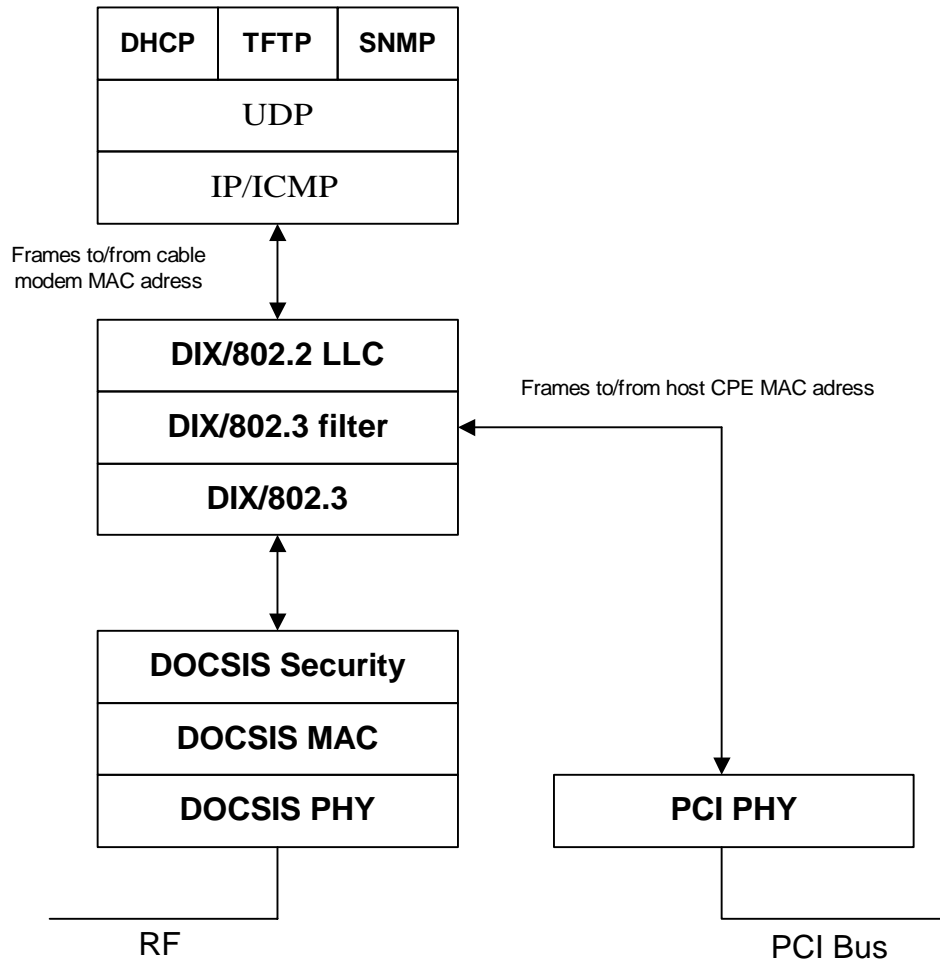 DHCP TFTP SNMP
UDP
IP/ICMP
Frames to/from cable
modem MAC adress
DIX/802.2 LLC
Frames to/from host CPE MAC adress
DIX/802.3 filter
DIX/802.3
DOCSIS Security
DOCSIS MAC
DOCSIS PHY
PCI PHY
RF
PCI Bus